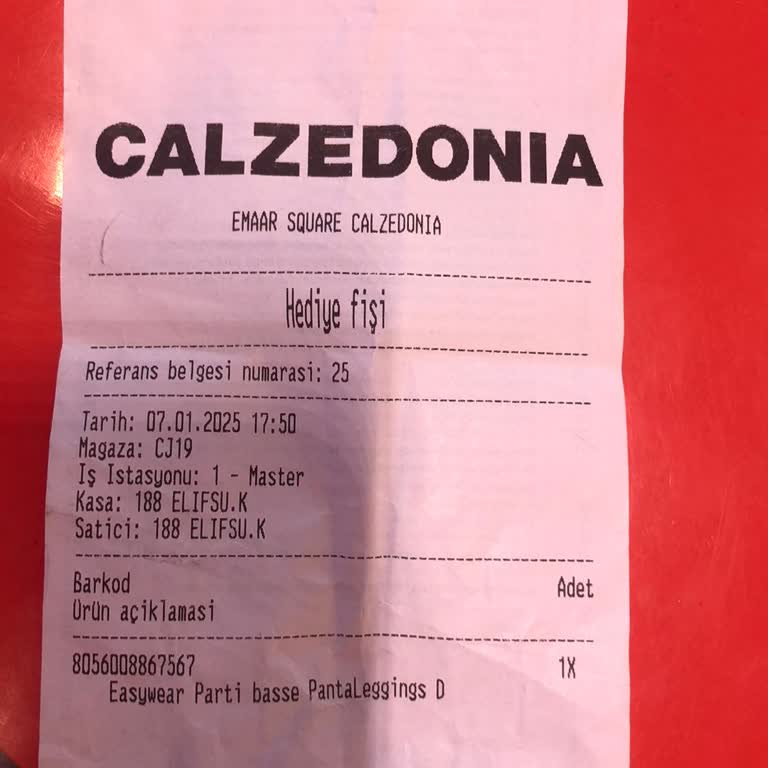 CALZEDONIA
EMAAR SQUARE CALZEDONIA
Hediye fişi
Referans belgesi numarasi: 25
Tarih: 07.01.2025 17:50
Magaza: CJ19
Iş Istasyonu: 1 - Master
Kasa: 188 ELIFSU.K
Satici: 188 ELIFSU.K
Barkod Adet
Ürün açiklamasi
8056008867567 1X
Easywear Parti basse PantaLeggings D